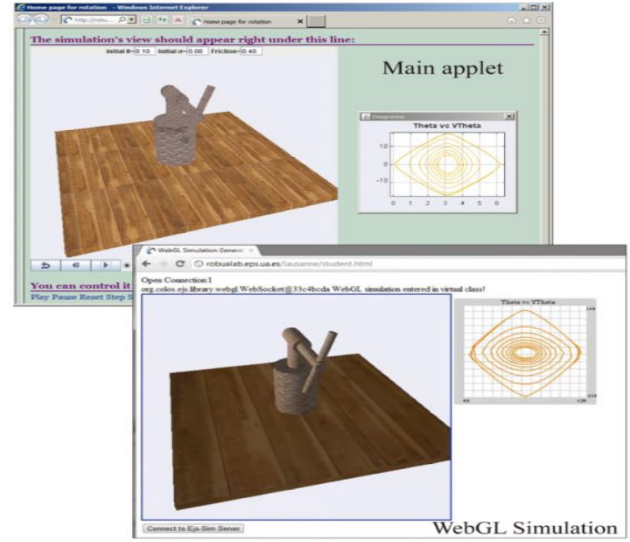 Home page for rotation - Windows Internet Explorer
Home page for rotation
The simulation's view should appear right under this line:
Initial θ= 0.10 Initial σ= 0.00 Friction= 0.40
Main applet
Diagrams
Theta vs VTheta
10
0
-10
0 1 2 3 4 5 6
You can control it
Play Pause Reset Step S
WebGL Simulation Generic
robualab.eps.ua.es/lausanne/student.html
Open Connection:1
org.colos.ejs.library.webgl.WebSocket@33c4bcda WebGL simulation entered in virtual class!
Theta vs VTheta
Connect to Ejs-Sim Server
WebGL Simulation